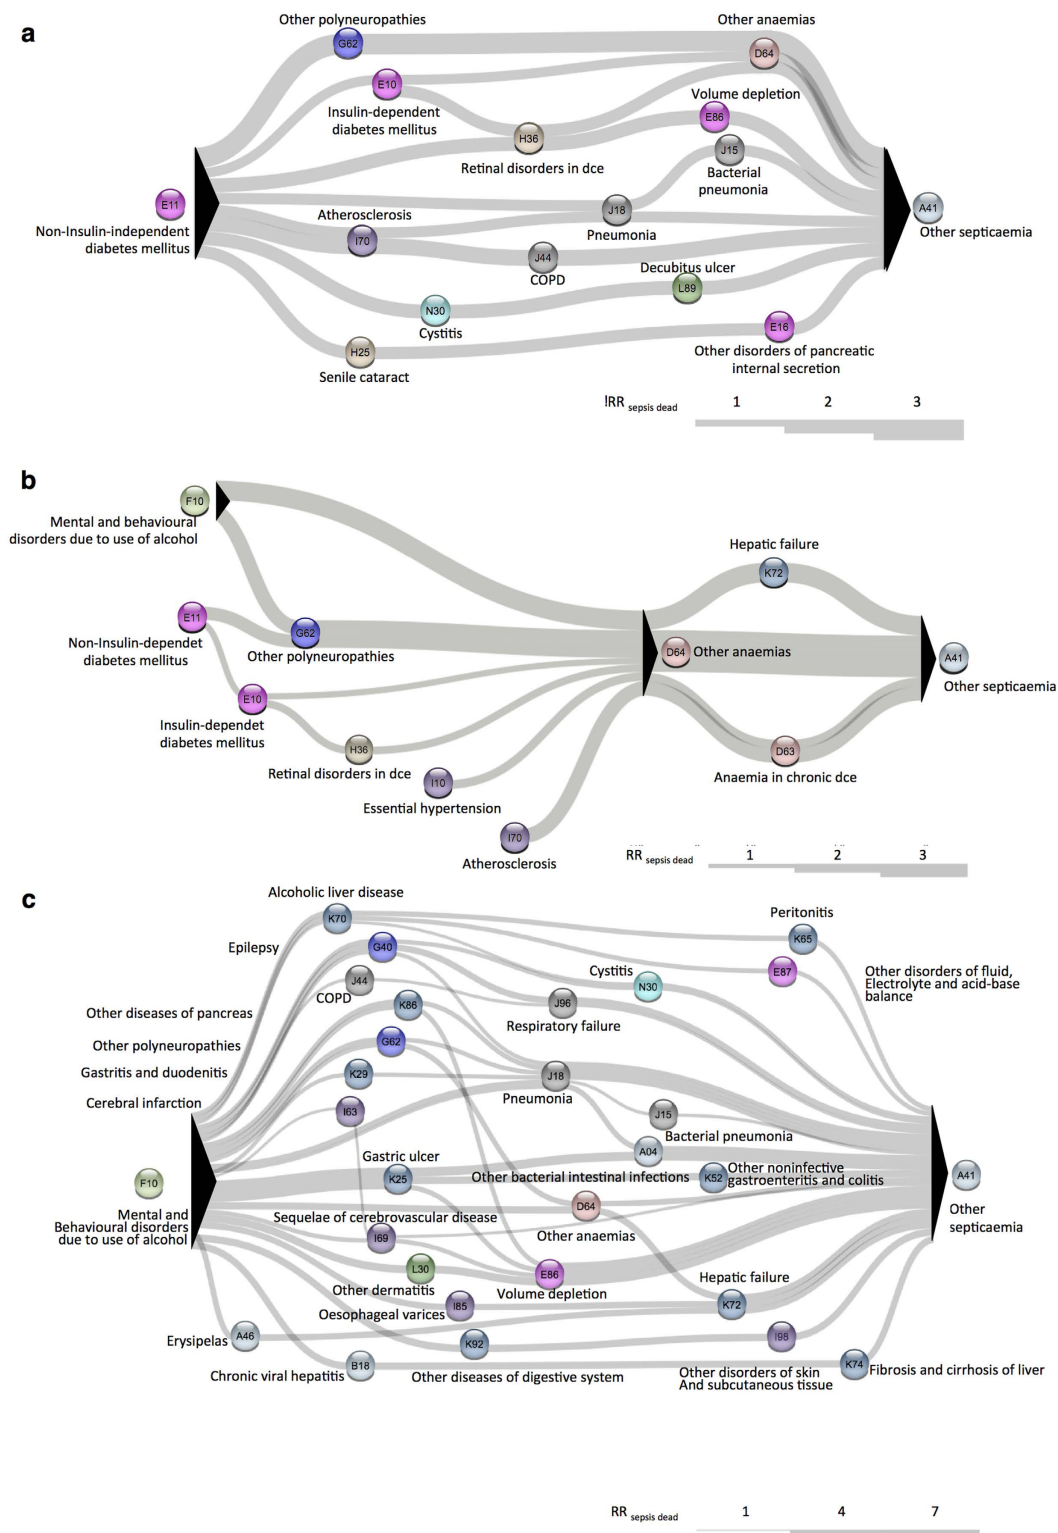 a
Other polyneuropathies
Other anaemias
G62
D64
E10
Insulin-dependent
diabetes mellitus
Volume depletion
E86
H36
Retinal disorders in dce
J15
Bacterial
pneumonia
E11
Non-Insulin-independent
diabetes mellitus
Atherosclerosis
I70
J18
Pneumonia
A41
Other septicaemia
J44
COPD
Decubitus ulcer
L89
N30
Cystitis
E16
Other disorders of pancreatic
internal secretion
H25
Senile cataract
!RR sepsis dead 1 2 3
b
F10
Mental and behavioural
disorders due to use of alcohol
Hepatic failure
K72
E11
Non-Insulin-dependet
diabetes mellitus
G62
Other polyneuropathies
D64
Other anaemias
A41
Other septicaemia
E10
Insulin-dependet
diabetes mellitus
H36
Retinal disorders in dce
D63
Anaemia in chronic dce
I10
Essential hypertension
I70
Atherosclerosis
RR sepsis dead 1 2 3
c
Alcoholic liver disease
K70
Peritonitis
K65
Epilepsy
G40
E87
Other disorders of fluid,
Electrolyte and acid-base
balance
J44
COPD
Cystitis
N30
K86
Other diseases of pancreas
J96
Respiratory failure
Other polyneuropathies
G62
Gastritis and duodenitis
K29
J18
Pneumonia
Cerebral infarction
I63
J15
Bacterial pneumonia
Gastric ulcer
K25
A04
Other bacterial intestinal infections
K52
Other noninfective
gastroenteritis and colitis
F10
Mental and
Behavioural disorders
due to use of alcohol
A41
Other
septicaemia
D64
Other anaemias
Sequelae of cerebrovascular disease
I69
L30
Other dermatitis
E86
Volume depletion
Hepatic failure
K72
Oesophageal varices
I85
Erysipelas
A46
K92
Other diseases of digestive system
I98
Other disorders of skin
And subcutaneous tissue
Chronic viral hepatitis
B18
K74
Fibrosis and cirrhosis of liver
RR sepsis dead 1 4 7